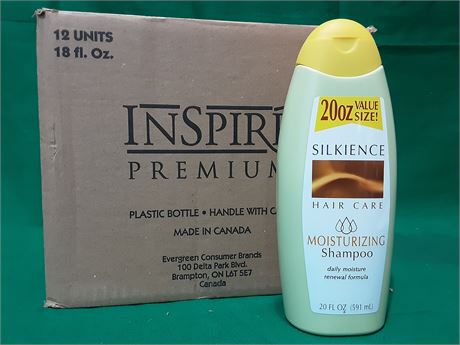 12 UNITS
18 fl. Oz.
INSPIR
PREMIUM
PLASTIC BOTTLE • HANDLE WITH
MADE IN CANADA
Evergreen Consumer Brands
100 Delta Park Blvd.
Brampton, ON L6T 5E7
Canada
20oz VALUE
SIZE!
SILKIENCE
HAIR CARE
MOISTURIZING
Shampoo
daily moisture
renewal formula
20 FL OZ (591 mL)